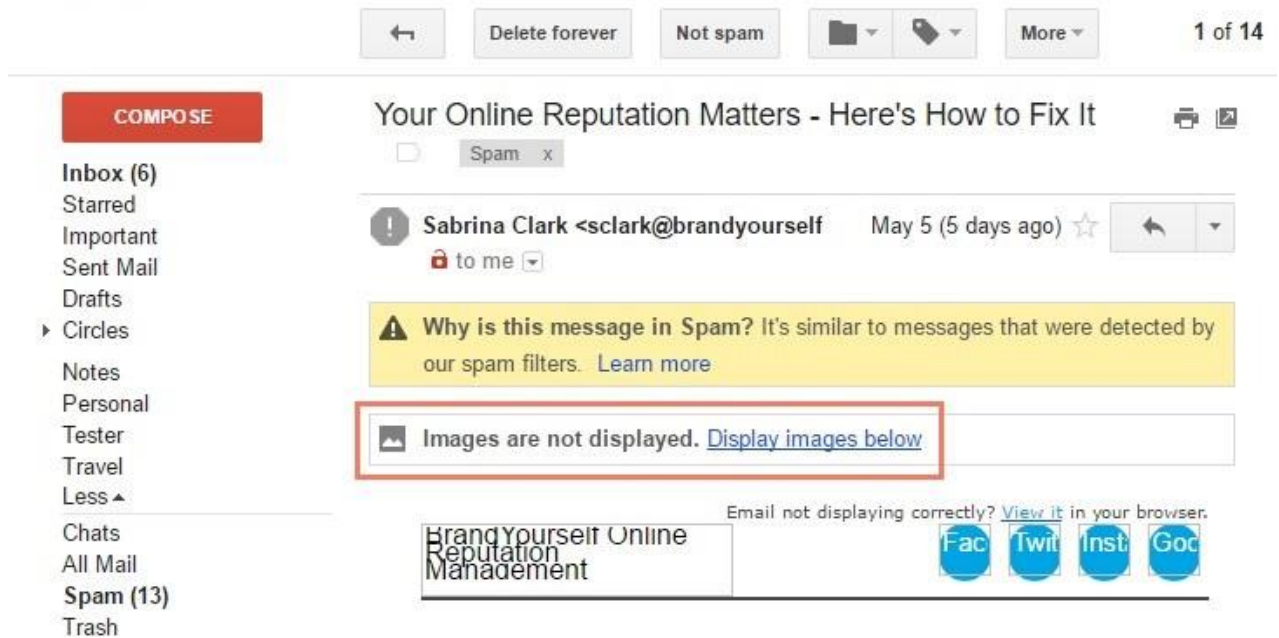 Delete forever Not spam More 1 of 14
COMPOSE
Inbox (6)
Starred
Important
Sent Mail
Drafts
Circles
Notes
Personal
Tester
Travel
Less
Chats
All Mail
Spam (13)
Trash
Your Online Reputation Matters - Here's How to Fix It
Spam x
Sabrina Clark <sclark@brandyourself May 5 (5 days ago)
to me
Why is this message in Spam? It's similar to messages that were detected by
our spam filters. Learn more
Images are not displayed. Display images below
Email not displaying correctly? View it in your browser.
BrandYourself Online
Reputation
Management
Fac Twit Inst Goo